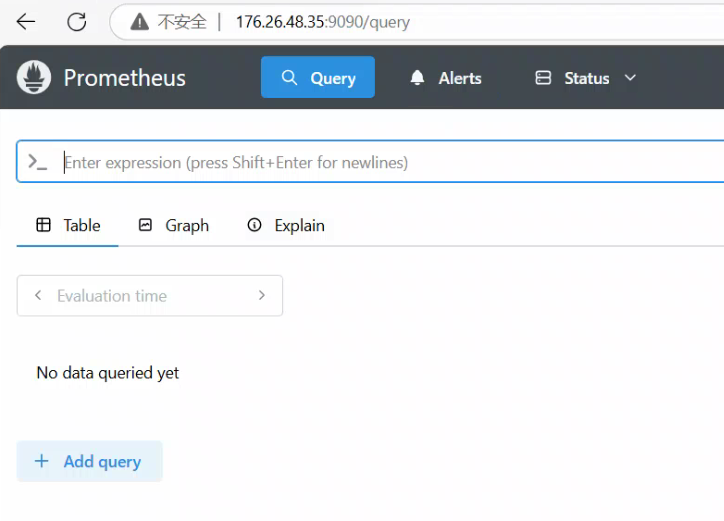 不安全 | 176.26.48.35:9090/query
Prometheus Query Alerts Status
Enter expression (press Shift+Enter for newlines)
Table Graph Explain
Evaluation time
No data queried yet
Add query